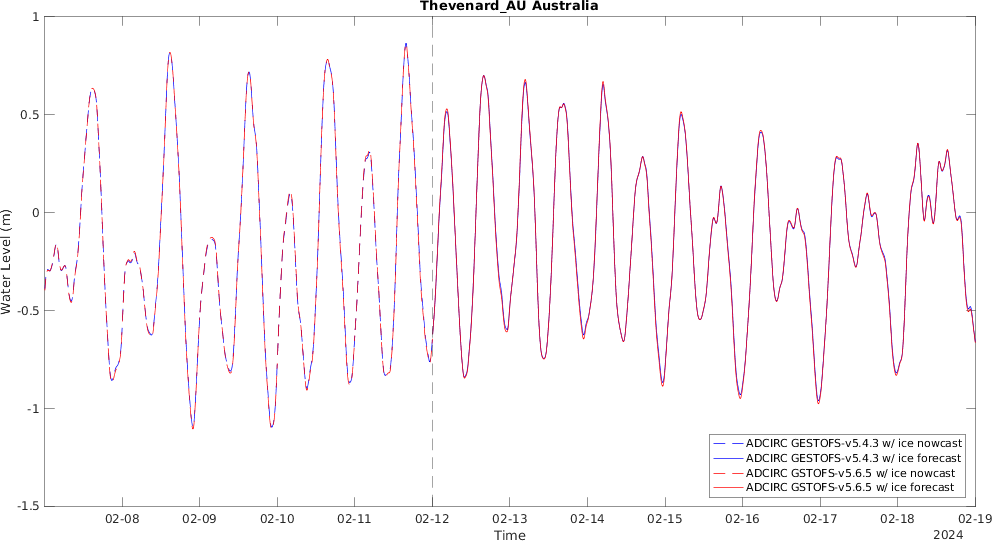 Thevenard_AU Australia
Water Level (m)
1
0.5
0
-0.5
-1
-1.5
ADCIRC GESTOFS-v5.4.3 w/ ice nowcast
ADCIRC GESTOFS-v5.4.3 w/ ice forecast
ADCIRC GSTOFS-v5.6.5 w/ ice nowcast
ADCIRC GSTOFS-v5.6.5 w/ ice forecast
02-08 02-09 02-10 02-11 02-12 02-13 02-14 02-15 02-16 02-17 02-18 02-19
Time
2024